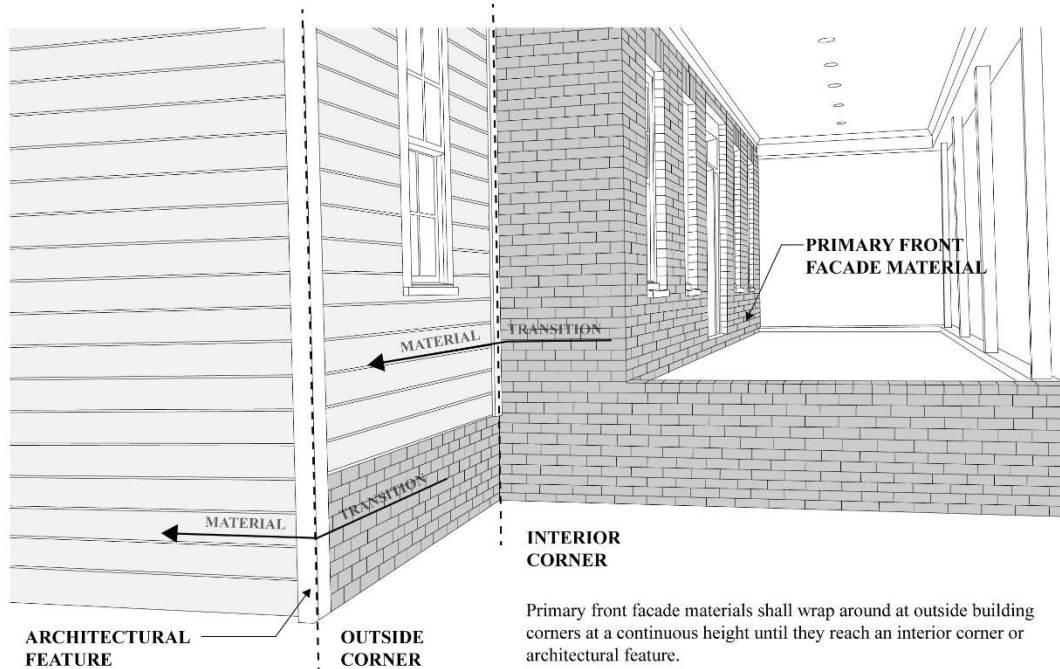 PRIMARY FRONT
FACADE MATERIAL
MATERIAL TRANSITION
MATERIAL TRANSITION
INTERIOR
CORNER
Primary front facade materials shall wrap around at outside building
corners at a continuous height until they reach an interior corner or
architectural feature.
ARCHITECTURAL
FEATURE
OUTSIDE
CORNER